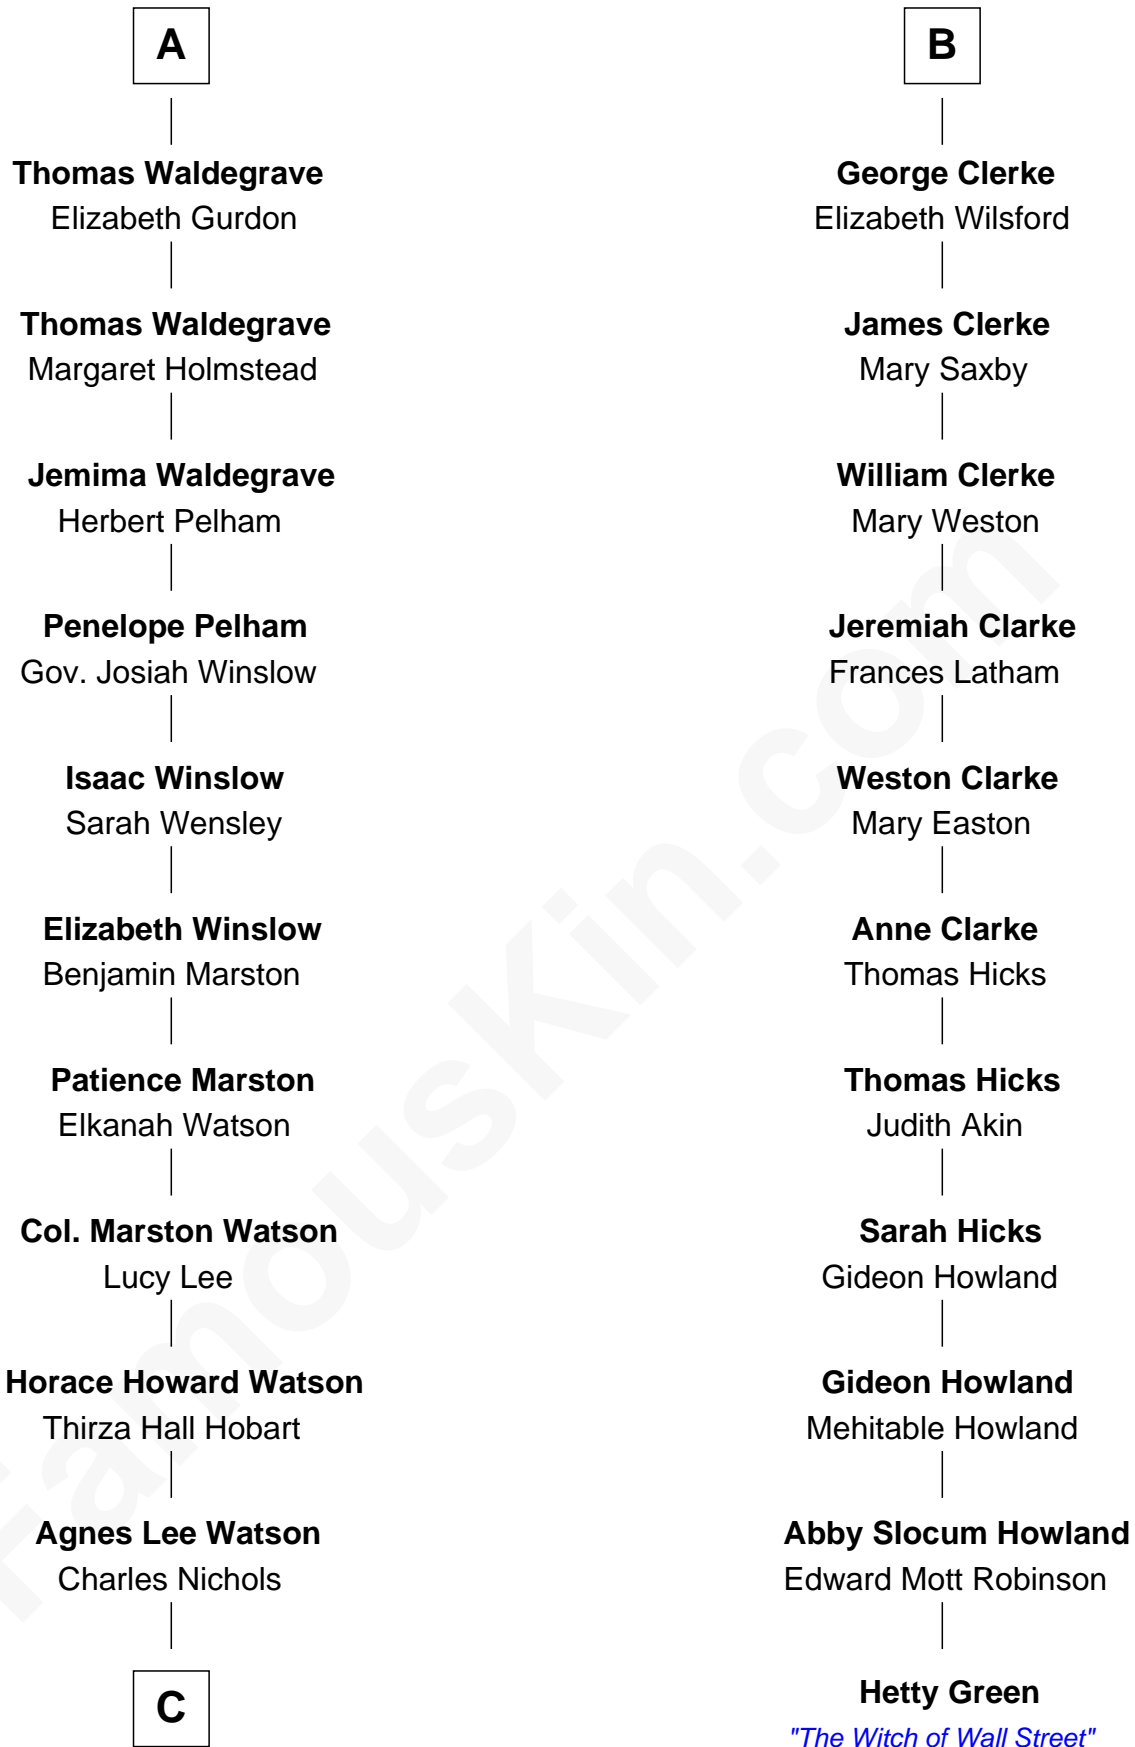 A
Thomas Waldegrave
Elizabeth Gurdon
Thomas Waldegrave
Margaret Holmstead
Jemima Waldegrave
Herbert Pelham
Penelope Pelham
Gov. Josiah Winslow
Isaac Winslow
Sarah Wensley
Elizabeth Winslow
Benjamin Marston
Patience Marston
Elkanah Watson
Col. Marston Watson
Lucy Lee
Horace Howard Watson
Thirza Hall Hobart
Agnes Lee Watson
Charles Nichols
C
B
George Clerke
Elizabeth Wilsford
James Clerke
Mary Saxby
William Clerke
Mary Weston
Jeremiah Clarke
Frances Latham
Weston Clarke
Mary Easton
Anne Clarke
Thomas Hicks
Thomas Hicks
Judith Akin
Sarah Hicks
Gideon Howland
Gideon Howland
Mehitable Howland
Abby Slocum Howland
Edward Mott Robinson
Hetty Green
"The Witch of Wall Street"
FamousKin.com